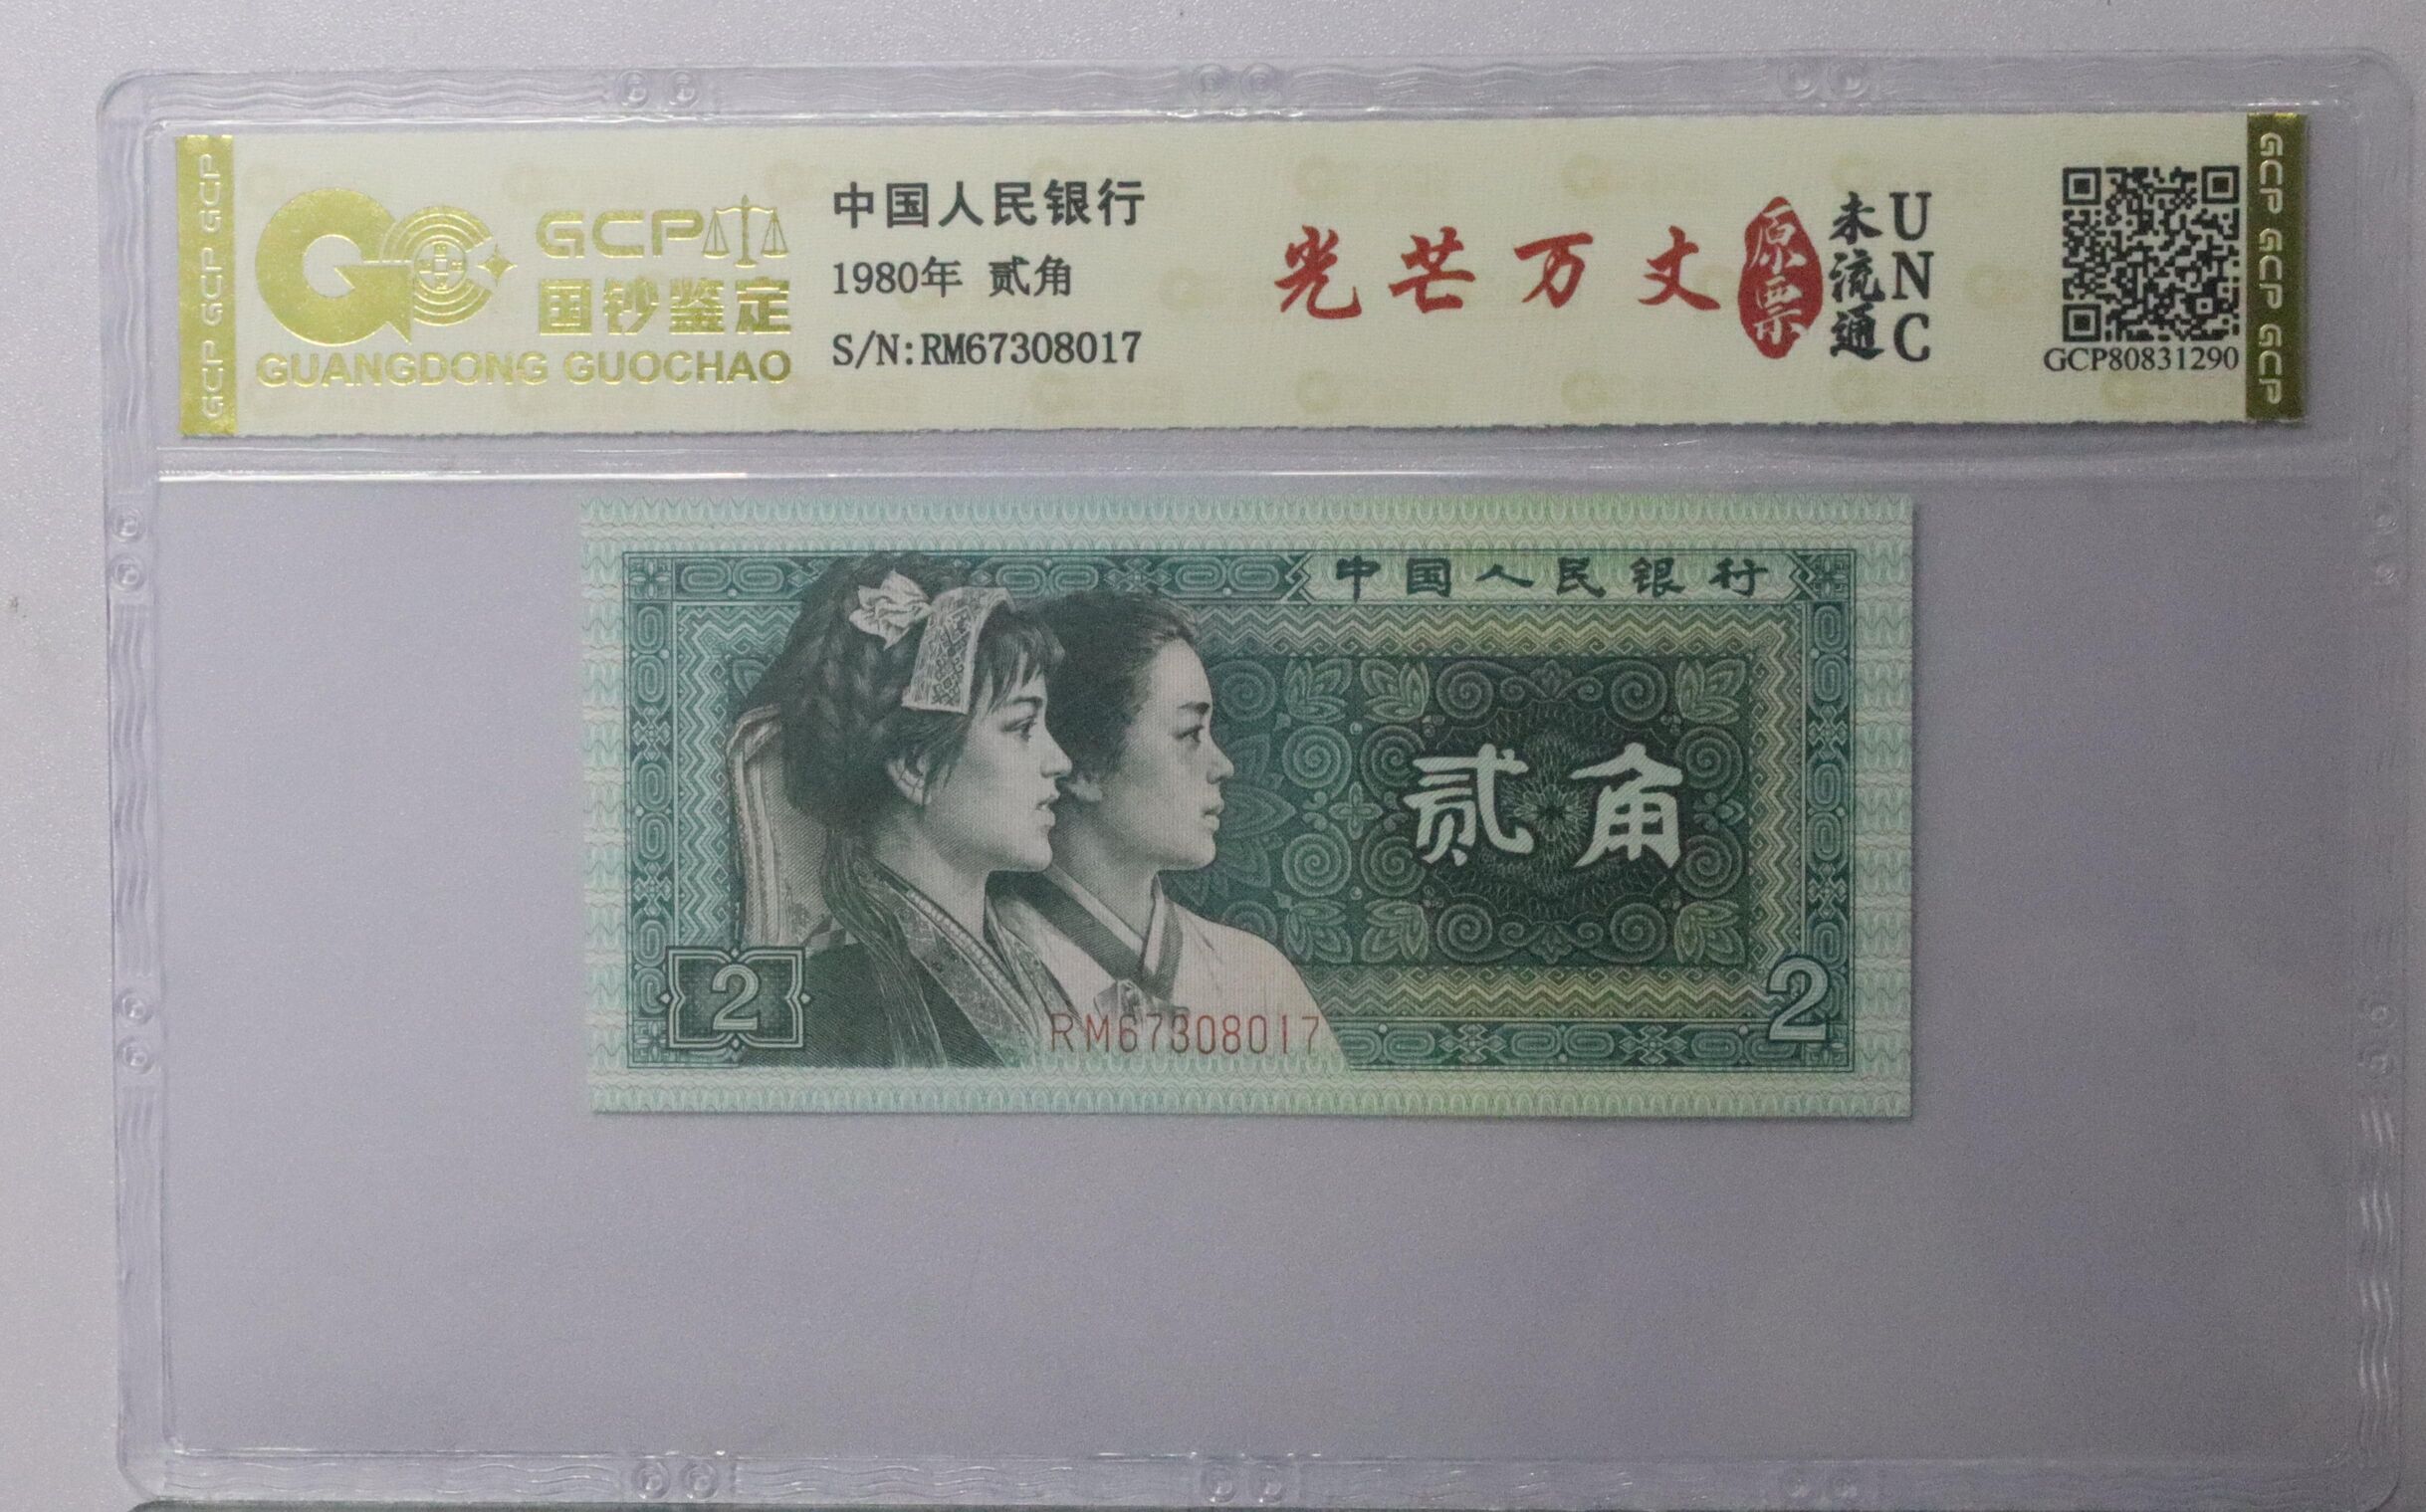 GCP GCP GCP
GCP
国钞鉴定
GUANGDONG GUOCHAO
中国人民银行
1980年 贰角
S/N:RM67308017
光芒万丈
原票
未流通
UNC
GCP80831290
GCP GCP GCP
中国人民银行
贰角
2
RM67308017
2